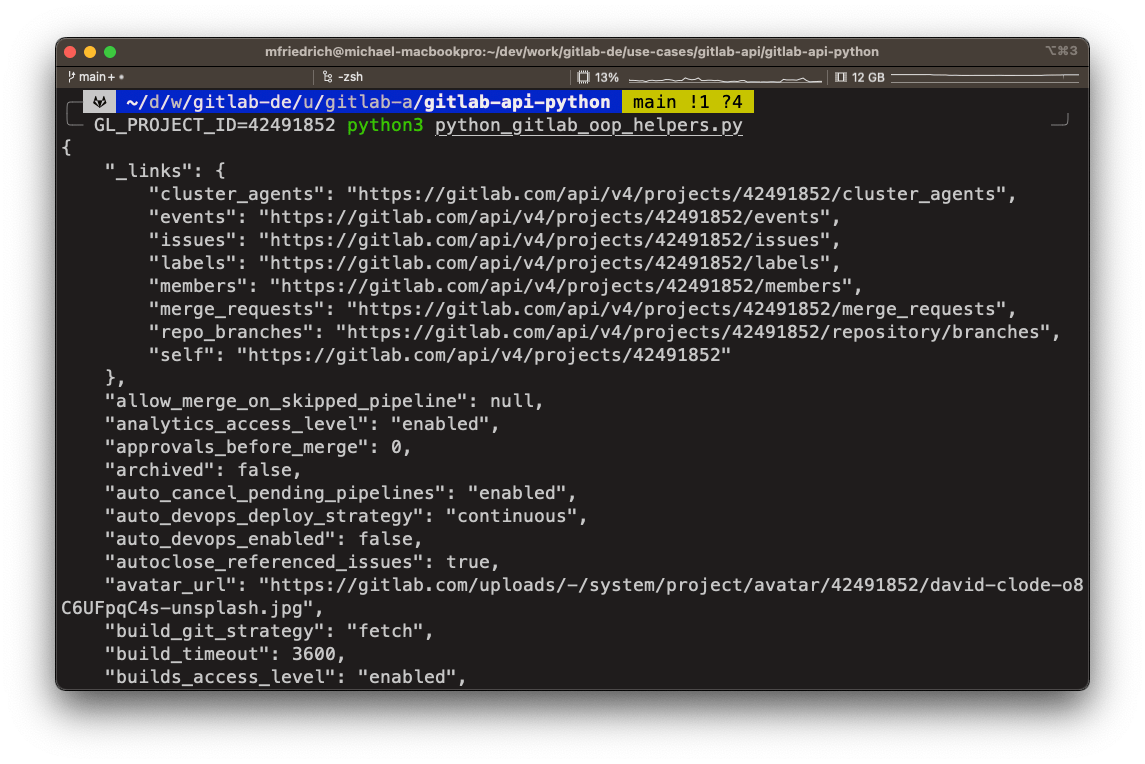 mfriedrich@michael-macbookpro:~/dev/work/gitlab-de/use-cases/gitlab-api/gitlab-api-python ⌥⌘3
main+ • -zsh 13% 12 GB
~/d/w/gitlab-de/u/gitlab-a/gitlab-api-python main !1 ?4
GL_PROJECT_ID=42491852 python3 python_gitlab_oop_helpers.py
{
    "_links": {
        "cluster_agents": "https://gitlab.com/api/v4/projects/42491852/cluster_agents",
        "events": "https://gitlab.com/api/v4/projects/42491852/events",
        "issues": "https://gitlab.com/api/v4/projects/42491852/issues",
        "labels": "https://gitlab.com/api/v4/projects/42491852/labels",
        "members": "https://gitlab.com/api/v4/projects/42491852/members",
        "merge_requests": "https://gitlab.com/api/v4/projects/42491852/merge_requests",
        "repo_branches": "https://gitlab.com/api/v4/projects/42491852/repository/branches",
        "self": "https://gitlab.com/api/v4/projects/42491852"
    },
    "allow_merge_on_skipped_pipeline": null,
    "analytics_access_level": "enabled",
    "approvals_before_merge": 0,
    "archived": false,
    "auto_cancel_pending_pipelines": "enabled",
    "auto_devops_deploy_strategy": "continuous",
    "auto_devops_enabled": false,
    "autoclose_referenced_issues": true,
    "avatar_url": "https://gitlab.com/uploads/-/system/project/avatar/42491852/david-clode-o8
C6UFpqC4s-unsplash.jpg",
    "build_git_strategy": "fetch",
    "build_timeout": 3600,
    "builds_access_level": "enabled",